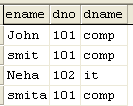 ename dno dname
John 101 comp
smit 101 comp
Neha 102 it
smita 101 comp